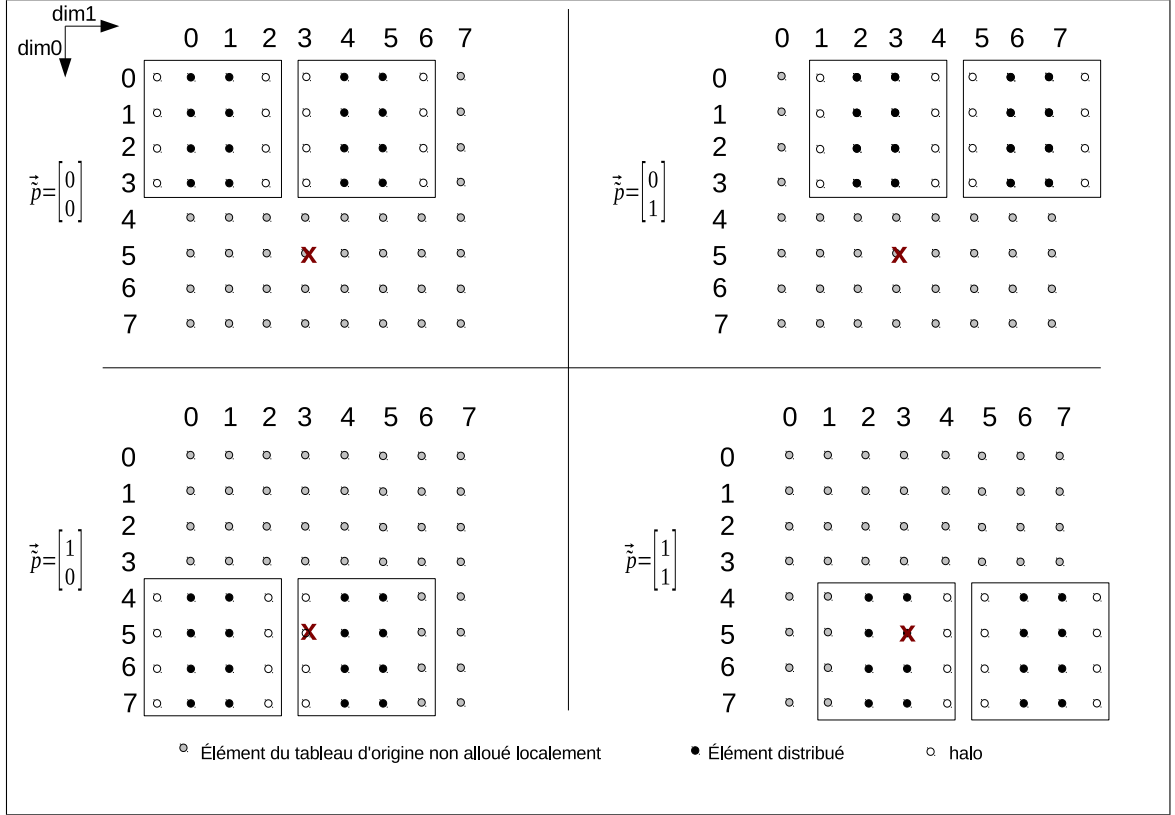 dim1
dim0
0 1 2 3 4 5 6 7
0
1
2
3
4
5
6
7
p̃⃗=[0 0]
X
0 1 2 3 4 5 6 7
0
1
2
3
4
5
6
7
p̃⃗=[0 1]
X
0 1 2 3 4 5 6 7
0
1
2
3
4
5
6
7
p̃⃗=[1 0]
X
0 1 2 3 4 5 6 7
0
1
2
3
4
5
6
7
p̃⃗=[1 1]
X
Élément du tableau d'origine non alloué localement
Élément distribué
halo